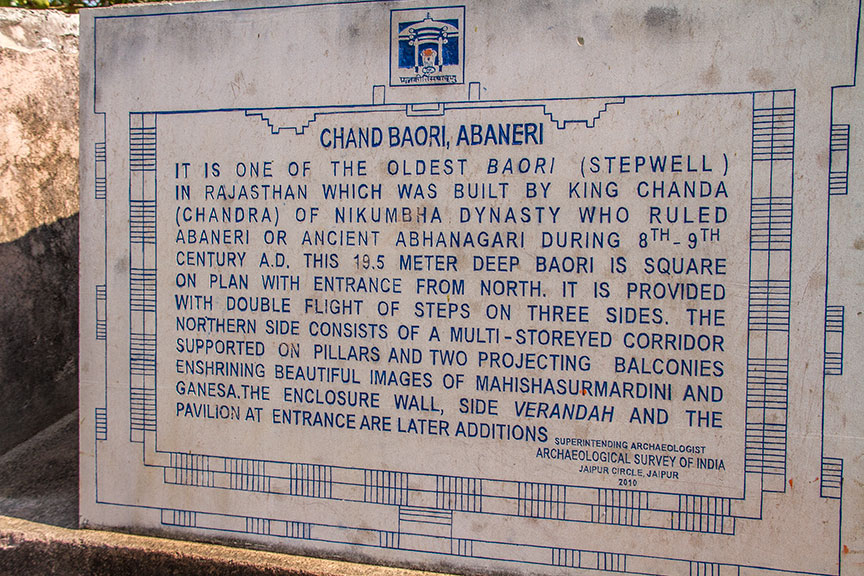 प्रत्नकीर्तिमपावृणु
CHAND BAORI, ABANERI
IT IS ONE OF THE OLDEST BAORI (STEPWELL)
IN RAJASTHAN WHICH WAS BUILT BY KING CHANDA
(CHANDRA) OF NIKUMBHA DYNASTY WHO RULED
ABANERI OR ANCIENT ABHANAGARI DURING 8TH-9TH
CENTURY A.D. THIS 19.5 METER DEEP BAORI IS SQUARE
ON PLAN WITH ENTRANCE FROM NORTH. IT IS PROVIDED
WITH DOUBLE FLIGHT OF STEPS ON THREE SIDES. THE
NORTHERN SIDE CONSISTS OF A MULTI-STOREYED CORRIDOR
SUPPORTED ON PILLARS AND TWO PROJECTING BALCONIES
ENSHRINING BEAUTIFUL IMAGES OF MAHISHASURMARDINI AND
GANESA.THE ENCLOSURE WALL, SIDE VERANDAH AND THE
PAVILION AT ENTRANCE ARE LATER ADDITIONS
SUPERINTENDING ARCHAEOLOGIST
ARCHAEOLOGICAL SURVEY OF INDIA
JAIPUR CIRCLE, JAIPUR
2010